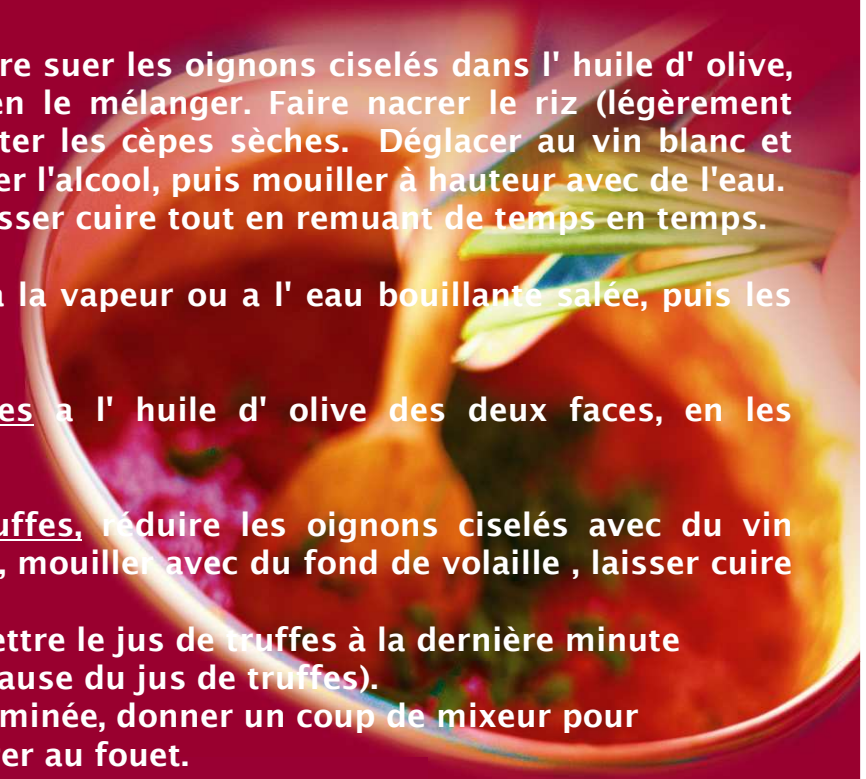 re suer les oignons ciselés dans l' huile d' olive,
en le mélanger. Faire nacrer le riz (légèrement
ter les cèpes sèches. Déglacer au vin blanc et
er l'alcool, puis mouiller à hauteur avec de l'eau.
sser cuire tout en remuant de temps en temps.
à la vapeur ou a l' eau bouillante salée, puis les
es a l' huile d' olive des deux faces, en les
uffes, réduire les oignons ciselés avec du vin
, mouiller avec du fond de volaille , laisser cuire
ettre le jus de truffes à la dernière minute
ause du jus de truffes).
minée, donner un coup de mixeur pour
er au fouet.